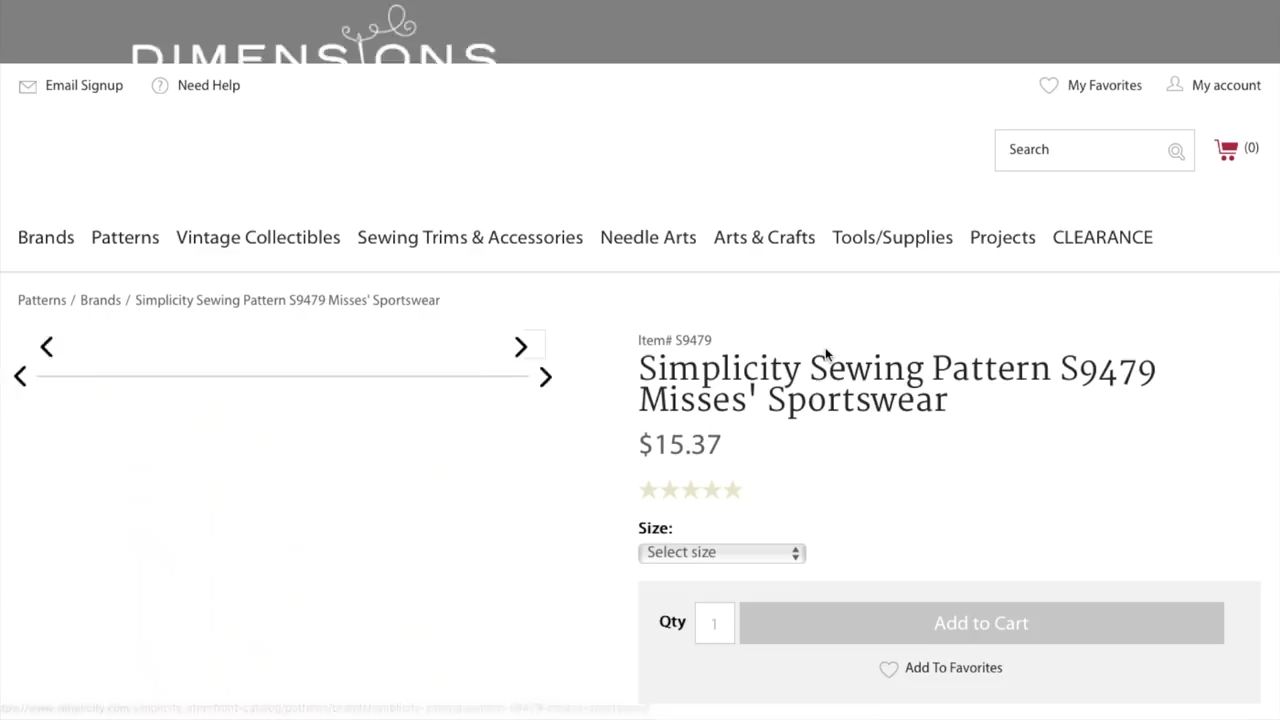 DIMENSIONS
Email Signup
Need Help
My Favorites
My account
Search
(0)
Brands Patterns Vintage Collectibles Sewing Trims & Accessories Needle Arts Arts & Crafts Tools/Supplies Projects CLEARANCE
Patterns / Brands / Simplicity Sewing Pattern S9479 Misses' Sportswear
Item# S9479
Simplicity Sewing Pattern S9479
Misses' Sportswear
$15.37
Size:
Select size
Qty 1 Add to Cart
Add To Favorites